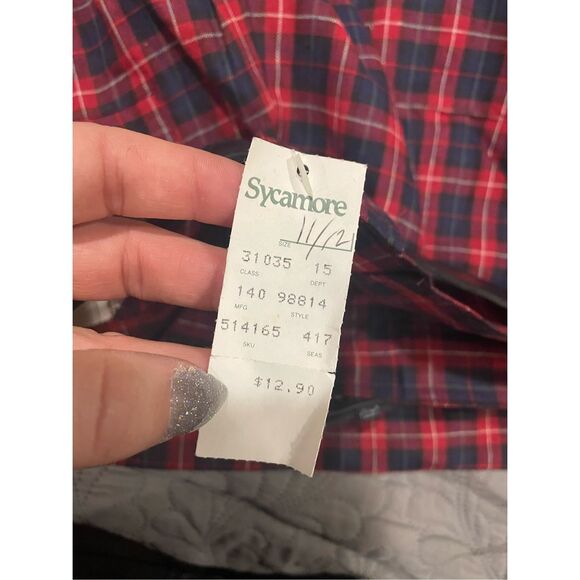 Sycamore
SIZE 11/12
31035 15
CLASS DEPT
140 98814
MFG STYLE
514165 417
SKU SEAS
$12.90